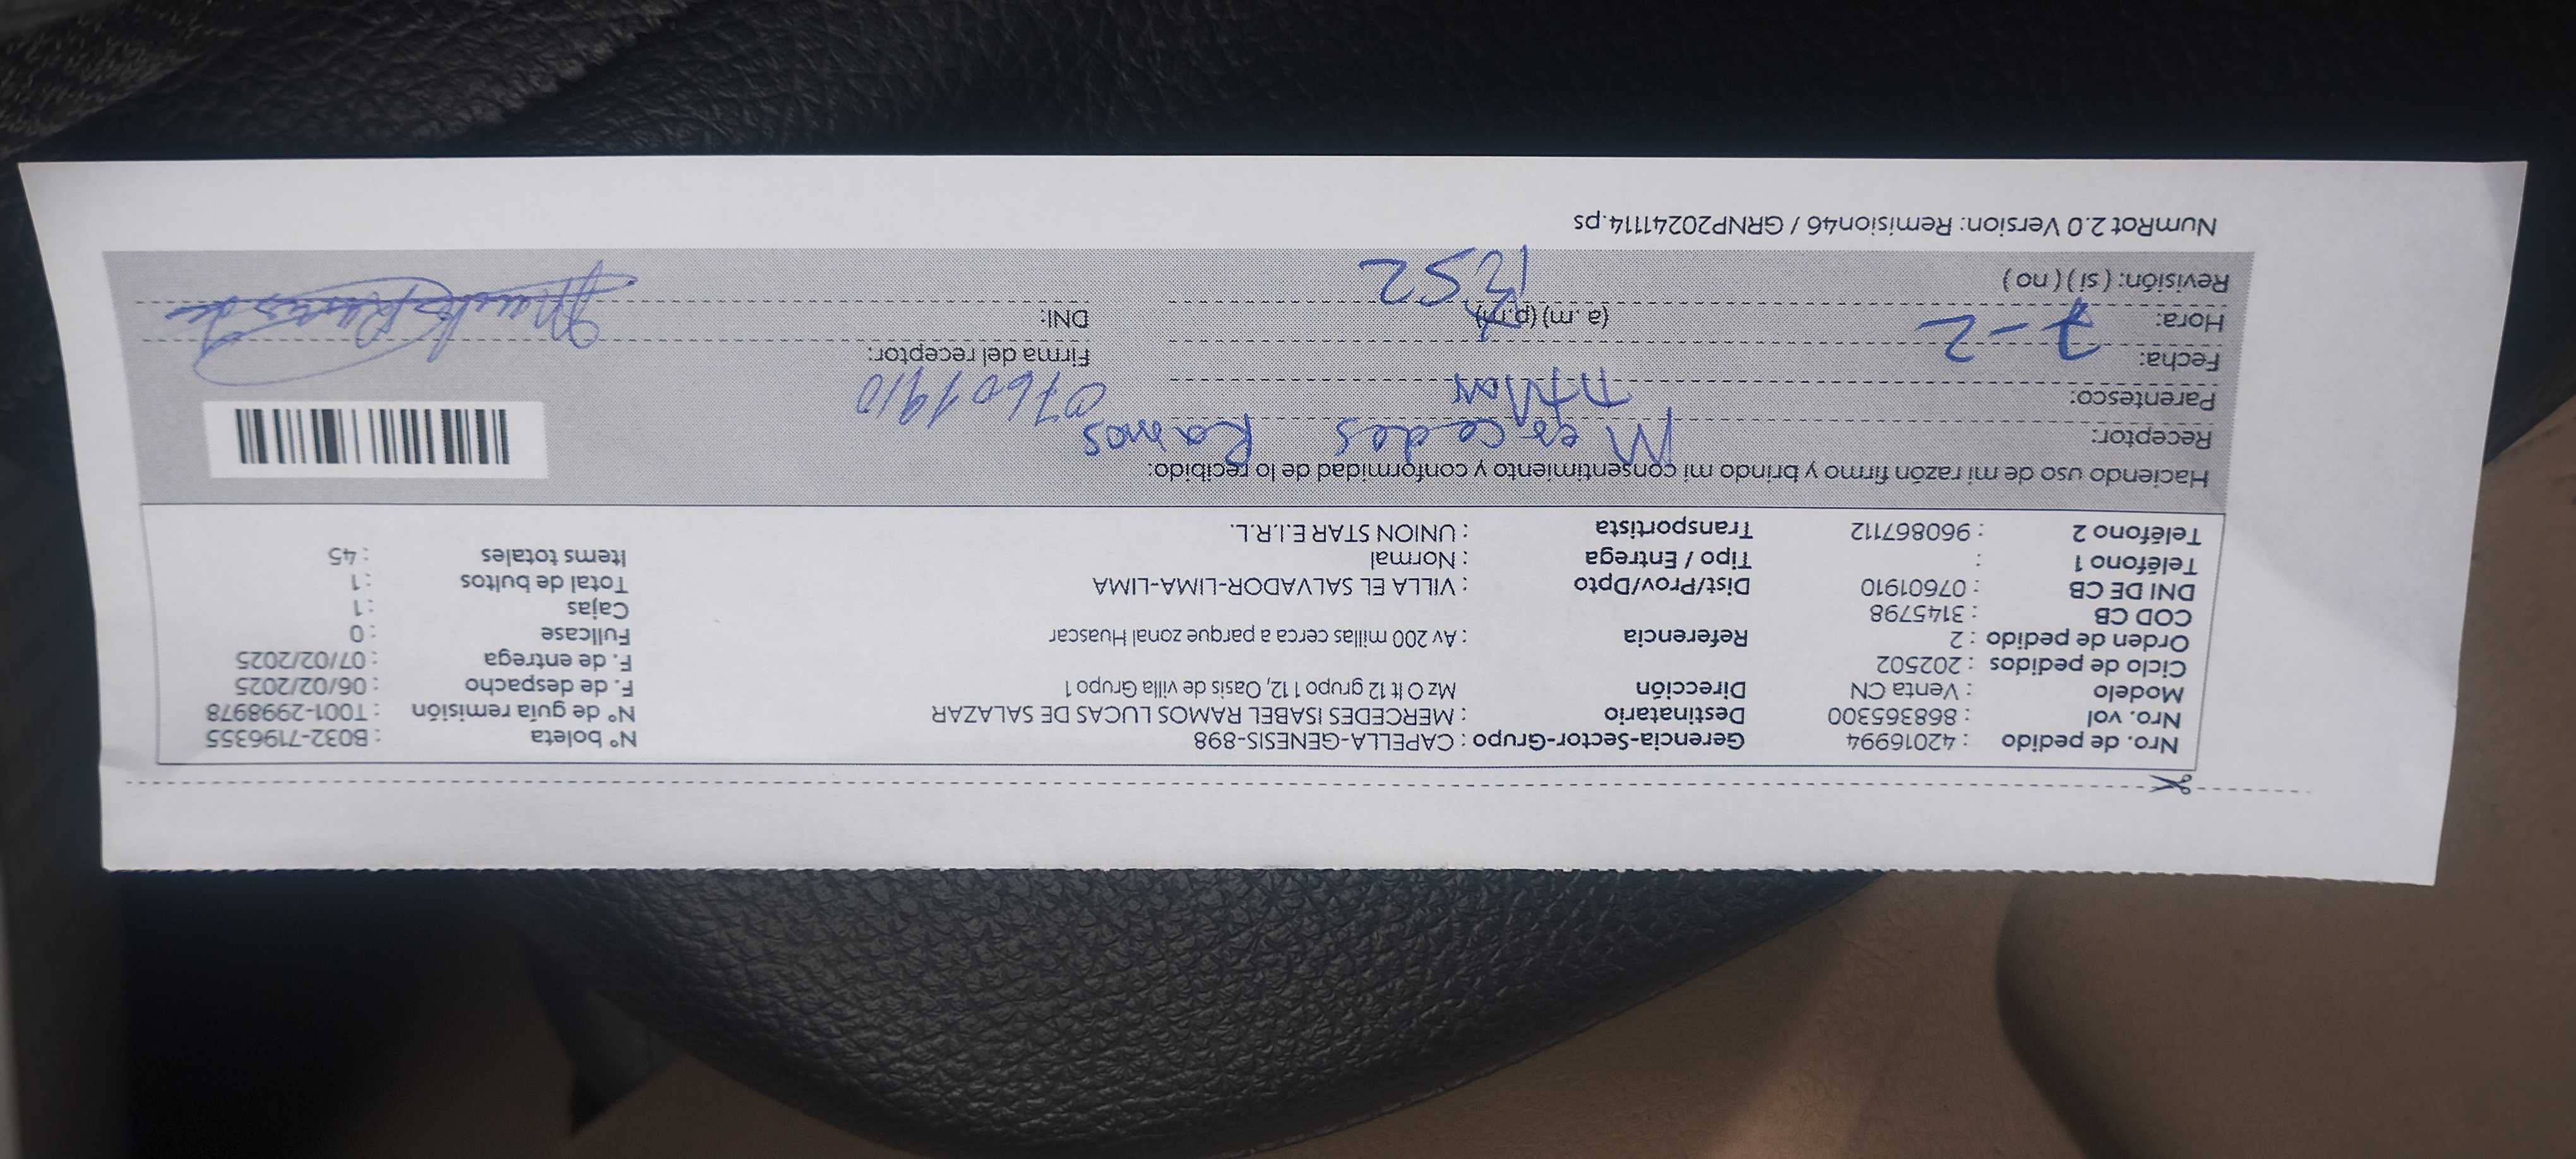 Nro. de pedido : 42016994 Gerencia-Sector-Grupo : CAPELLA-GENESIS-898 N° boleta : B032-7196355
Nro. vol : 868365300 Destinatario : MERCEDES ISABEL RAMOS LUCAS DE SALAZAR N° de guía remisión : T001-2998978
Modelo : Venta CN Dirección Mz O lt 12 grupo 1 12, Oasis de villa Grupo 1 F. de despacho : 06/02/2025
Ciclo de pedidos : 202502 F. de entrega : 07/02/2025
Orden de pedido : 2 Referencia : Av 200 millas cerca a parque zonal Huascar Fullcase : 0
COD CB : 3145798 Cajas : 1
DNI DE CB : 07601910 Dist/Prov/Dpto : VILLA EL SALVADOR-LIMA-LIMA Total de bultos : 1
Teléfono 1 : Tipo / Entrega : Normal Items totales : 45
Teléfono 2 : 960867112 Transportista : UNION STAR E.I.R.L.
Haciendo uso de mi razón firmo y brindo mi consentimiento y conformidad de lo recibido:
Receptor: Mercedes Ramos
Parentesco: 07601910
Fecha: 7-2 Firma del receptor:
Hora: (a.m) (p.m) DNI:
Revisión: ( si ) ( no ) 1352
NumRot 2.0 Version: Remision46 / GRNP20241114.ps